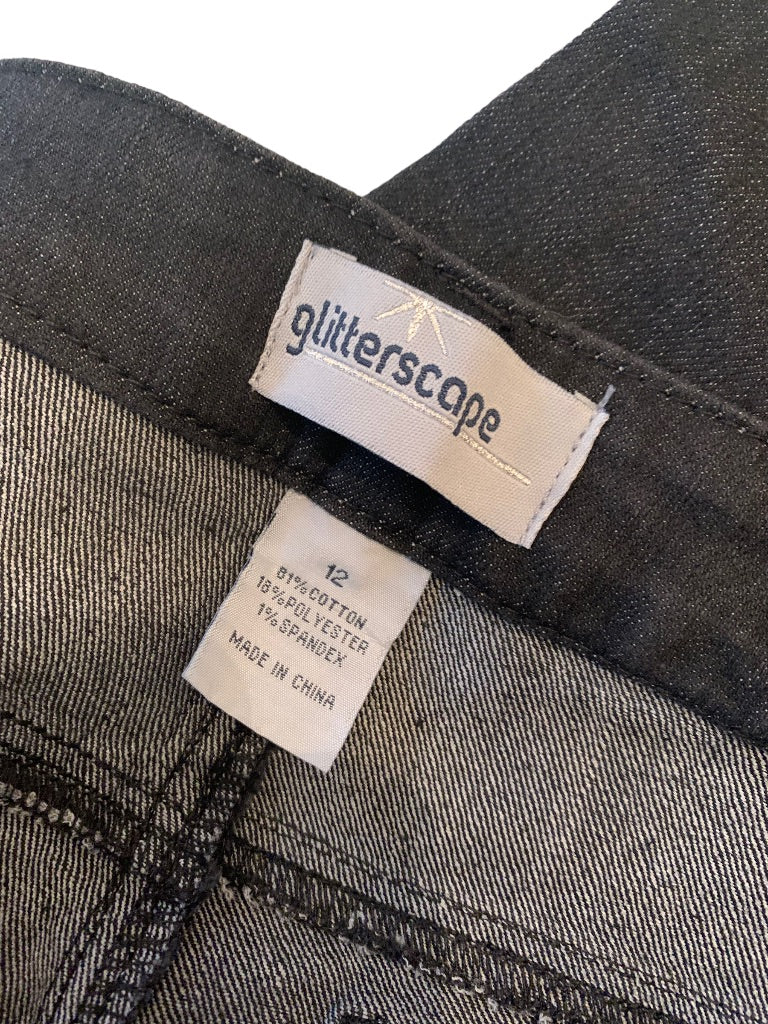 glitterscape
12
81%COTTON
18%POLYESTER
1%SPANDEX
MADE IN CHINA